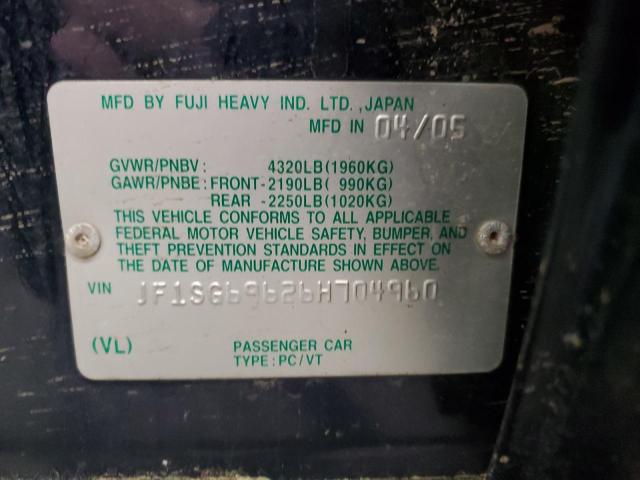 MFD BY FUJI HEAVY IND. LTD.,JAPAN
MFD IN 04/05
GVWR/PNBV: 4320LB(1960KG)
GAWR/PNBE: FRONT-2190LB( 990KG)
REAR -2250LB(1020KG)
THIS VEHICLE CONFORMS TO ALL APPLICABLE
FEDERAL MOTOR VEHICLE SAFETY, BUMPER, AND
THEFT PREVENTION STANDARDS IN EFFECT ON
THE DATE OF MANUFACTURE SHOWN ABOVE.
VIN JF1SG69626H704960
(VL) PASSENGER CAR
TYPE: PC/VT